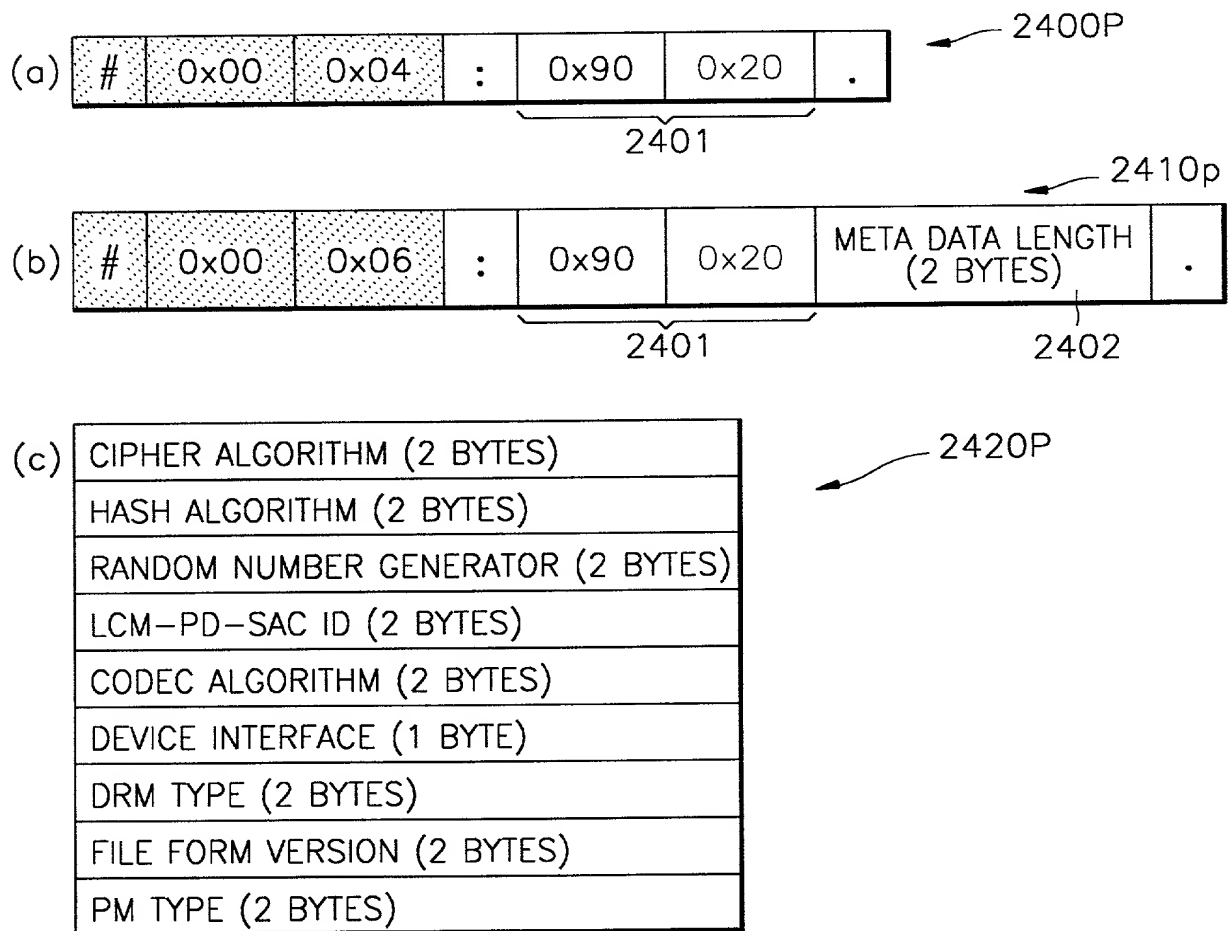 2400P
(a) # 0x00 0x04 : 0x90 0x20 .
2401
2410p
(b) # 0x00 0x06 : 0x90 0x20 META DATA LENGTH (2 BYTES) .
2401 2402
(c) CIPHER ALGORITHM (2 BYTES)
2420P
HASH ALGORITHM (2 BYTES)
RANDOM NUMBER GENERATOR (2 BYTES)
LCM-PD-SAC ID (2 BYTES)
CODEC ALGORITHM (2 BYTES)
DEVICE INTERFACE (1 BYTE)
DRM TYPE (2 BYTES)
FILE FORM VERSION (2 BYTES)
PM TYPE (2 BYTES)